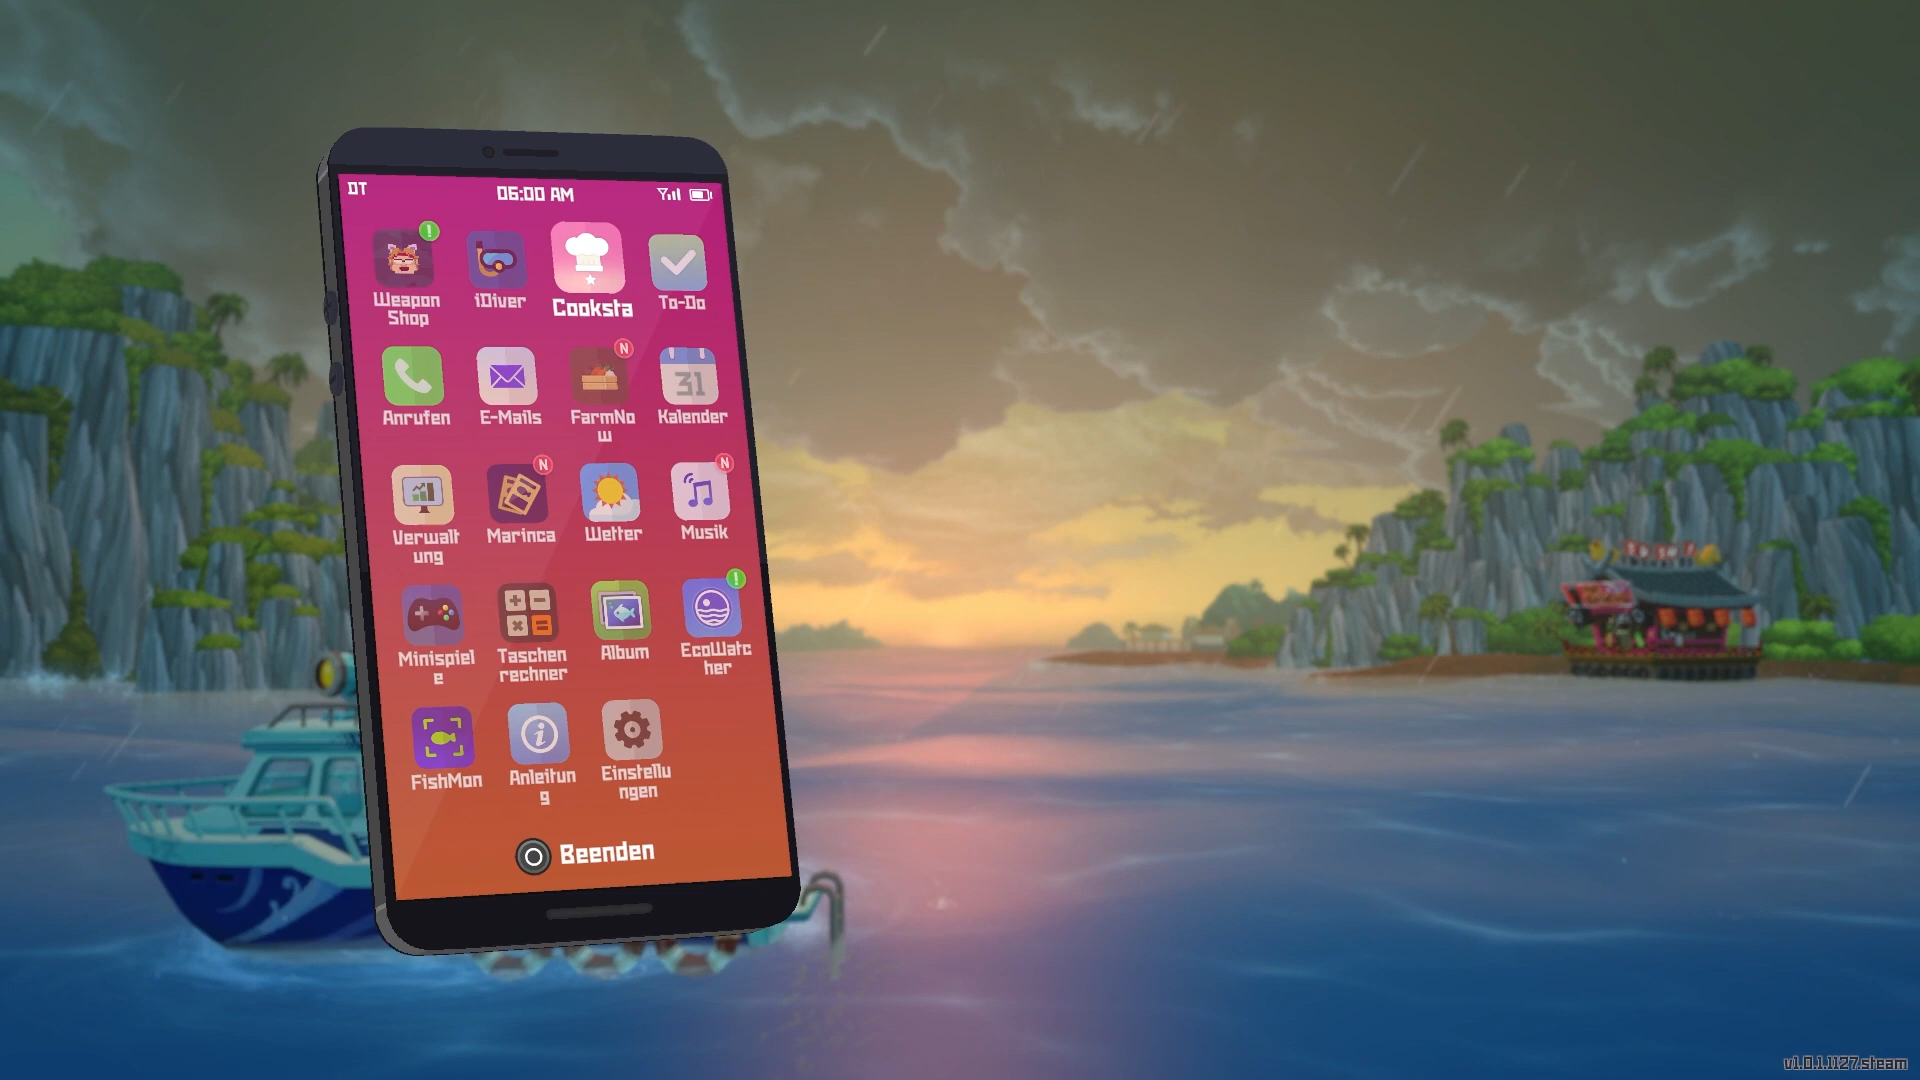 DT
06:00 AM
Weapon
Shop
iDiver
Cooksta
To-Do
Anrufen
E-Mails
FarmNo
w
Kalender
31
N
Verwalt
ung
Marinca
N
Wetter
Musik
N
Minispiel
e
Taschen
rechner
Album
EcoWatc
her
FishMon
Anleitun
g
Einstellu
ngen
Beenden
v1.0.1.1127.steam